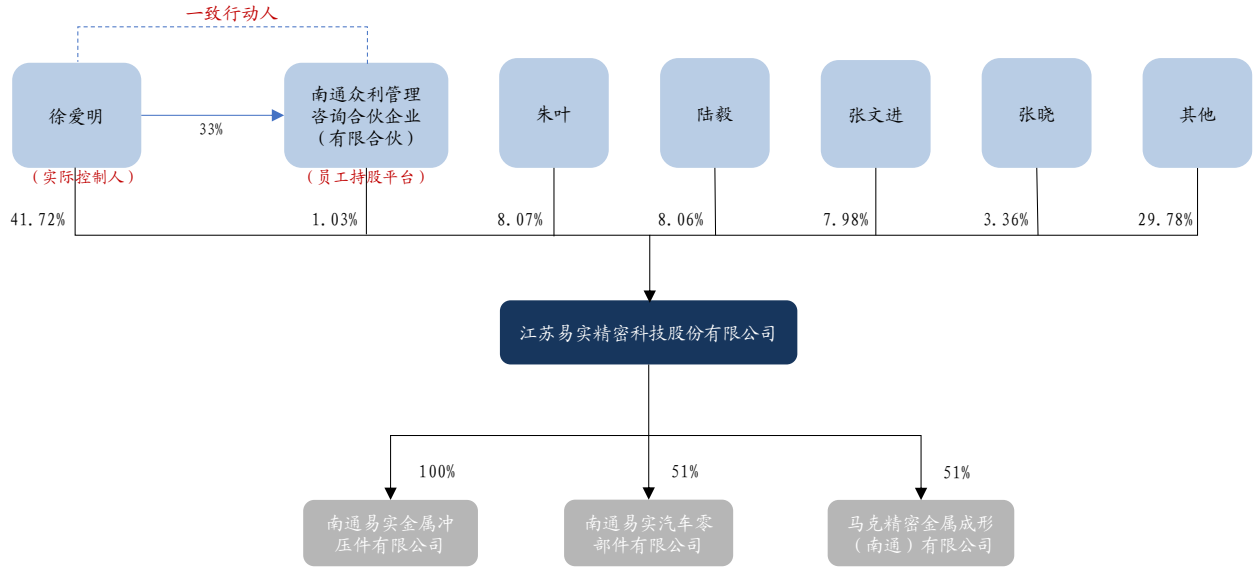 一致行动人
徐爱明
33%
南通众利管理
咨询合伙企业
（有限合伙）
朱叶
陆毅
张文进
张晓
其他
（实际控制人）
（员工持股平台）
41.72%
1.03%
8.07%
8.06%
7.98%
3.36%
29.78%
江苏易实精密科技股份有限公司
100%
51%
51%
南通易实金属冲
压件有限公司
南通易实汽车零
部件有限公司
马克精密金属成形
（南通）有限公司